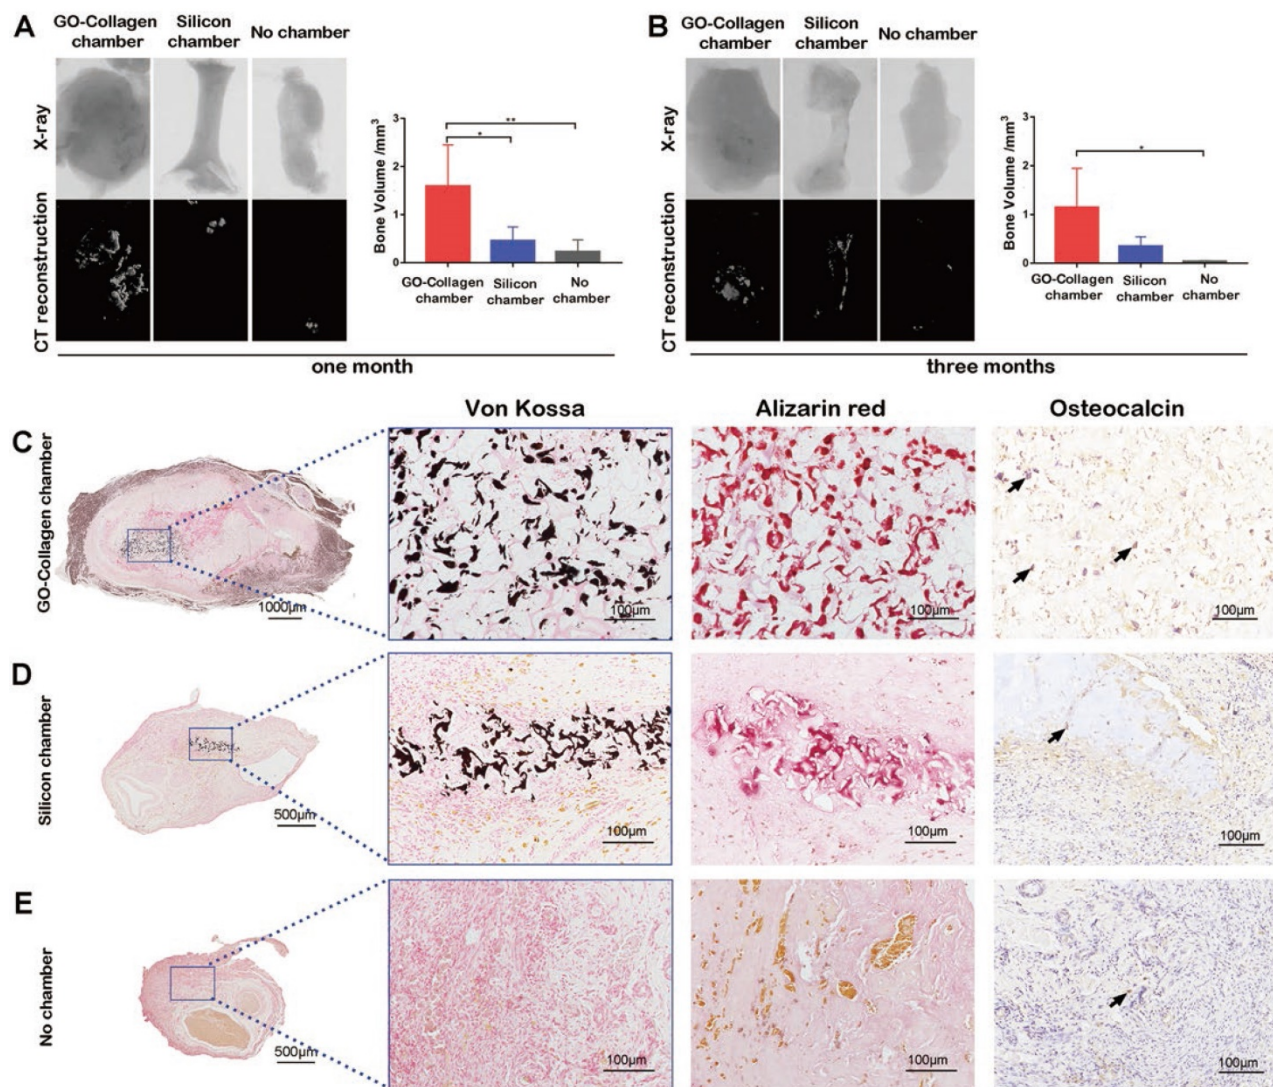 A
GO-Collagen
chamber
Silicon
chamber
No chamber
X-ray
CT reconstruction
Bone Volume /mm³
3
2
1
0
**
*
GO-Collagen
chamber
Silicon
chamber
No
chamber
one month
B
GO-Collagen
chamber
Silicon
chamber
No chamber
X-ray
CT reconstruction
Bone Volume /mm³
3
2
1
0
*
GO-Collagen
chamber
Silicon
chamber
No
chamber
three months
Von Kossa
Alizarin red
Osteocalcin
C
GO-Collagen chamber
1000μm
100μm
100μm
100μm
D
Silicon chamber
500μm
100μm
100μm
100μm
E
No chamber
500μm
100μm
100μm
100μm